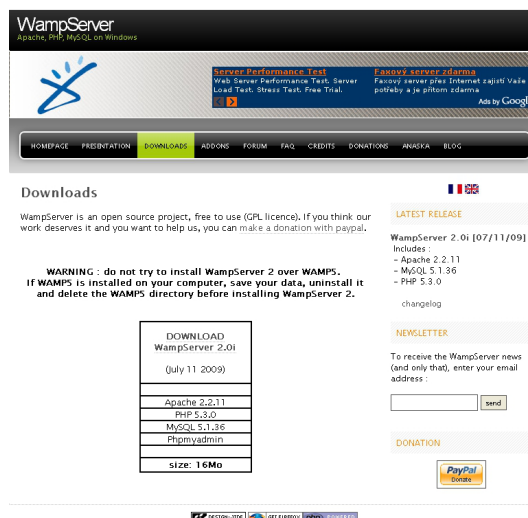 WampServer
Apache, PHP, MySQL on Windows
Server Performance Test
Web Server Performance Test. Server
Load Test. Stress Test. Free Trial.
Faxový server zdarma
Faxový server přes Internet zajistí Vaše
potřeby a je přitom zdarma
Ads by Googl
HOMEPAGE PRESENTATION DOWNLOADS ADDONS FORUM FAQ CREDITS DONATIONS ANASKA BLOG
Downloads
WampServer is an open source project, free to use (GPL licence). If you think our
work deserves it and you want to help us, you can make a donation with paypal.
WARNING : do not try to install WampServer 2 over WAMP5.
If WAMP5 is installed on your computer, save your data, uninstall it
and delete the WAMP5 directory before installing WampServer 2.
DOWNLOAD
WampServer 2.0i
(July 11 2009)
Apache 2.2.11
PHP 5.3.0
MySQL 5.1.36
Phpmyadmin
size: 16Mo
LATEST RELEASE
WampServer 2.0i [07/11/09]
Includes :
- Apache 2.2.11
- MySQL 5.1.36
- PHP 5.3.0
changelog
NEWSLETTER
To receive the WampServer news
(and only that), enter your email
address :
send
DONATION
PayPal
Donate